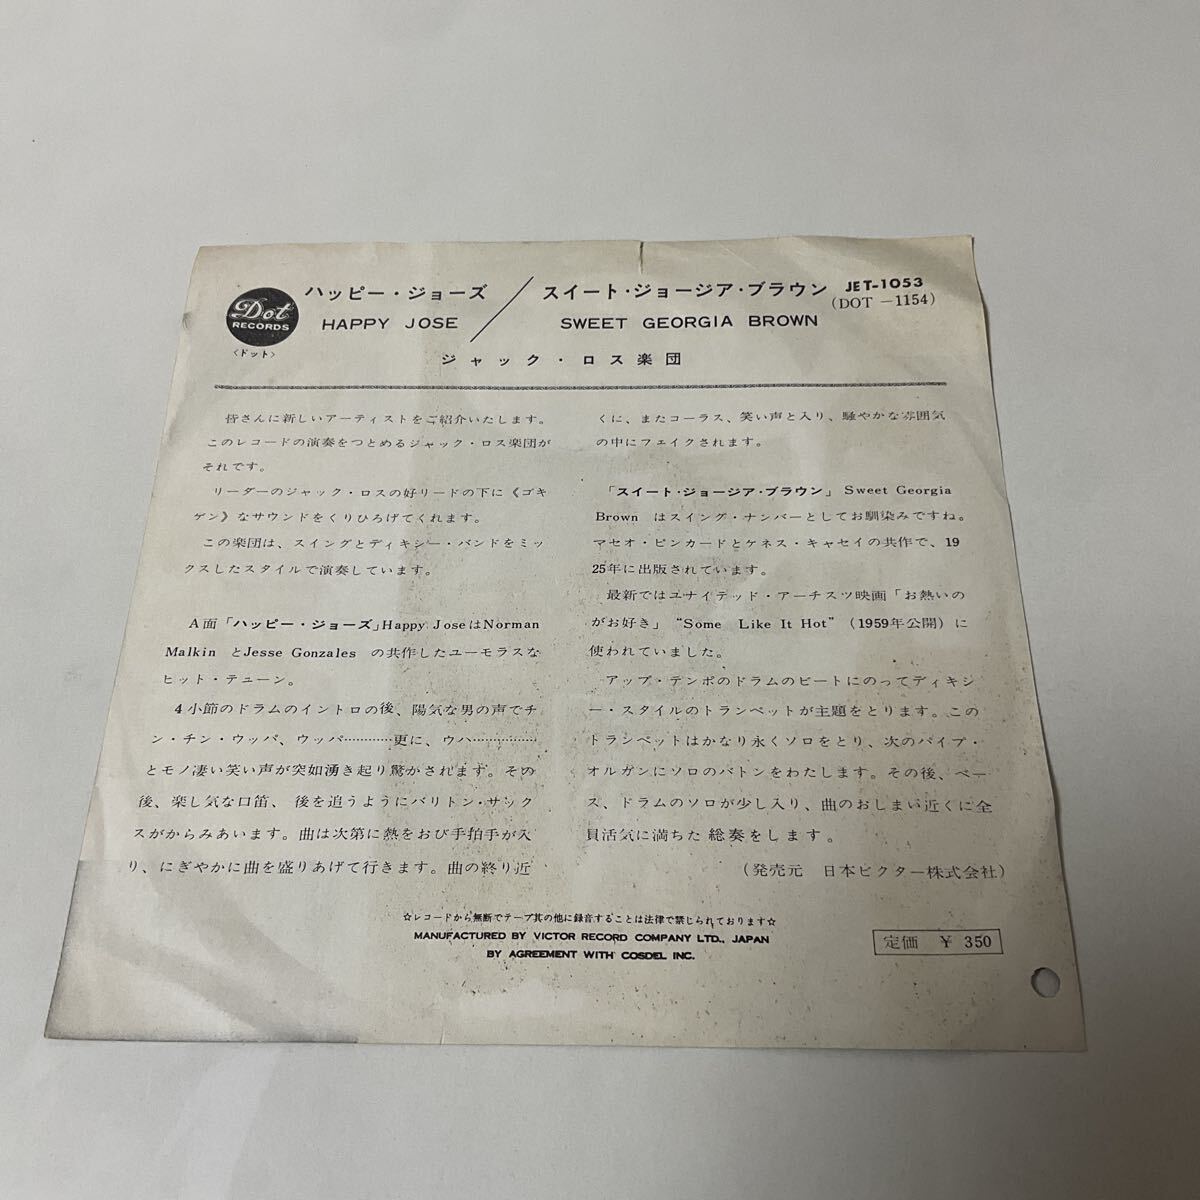 Dot
RECORDS
〈ドット〉
ハッピー・ジョーズ／スイート・ジョージア・ブラウン JET-1053
HAPPY JOSE SWEET GEORGIA BROWN (DOT -1154)
ジャック・ロス楽団
皆さんに新しいアーティストをご紹介いたします。
このレコードの演奏をつとめるジャック・ロス楽団が
それです。
リーダーのジャック・ロスの好リードの下に《ゴキ
ゲン》なサウンドをくりひろげてくれます。
この楽団は、スイングとディキシー・バンドをミッ
クスしたスタイルで演奏しています。
A面「ハッピー・ジョーズ」Happy JoseはNorman
Malkin とJesse Gonzales の共作したユーモラスな
ヒット・テューン。
4小節のドラムのイントロの後、陽気な男の声でチ
ン・チン・ウッパ、ウッパ…………更に、ウハ……………
とモノ凄い笑い声が突如湧き起り驚かされます。その
後、楽し気な口笛、後を追うようにバリトン・サック
スがからみあいます。曲は次第に熱をおび手拍手が入
り、にぎやかに曲を盛りあげて行きます。曲の終り近
くに、またコーラス、笑い声と入り、騒やかな雰囲気
の中にフェイクされます。
「スイート・ジョージア・ブラウン」Sweet Georgia
Brown はスイング・ナンバーとしてお馴染みですね。
マセオ・ピンカードとケネス・キャセイの共作で、19
25年に出版されています。
最新ではユナイテッド・アーチスツ映画「お熱いの
がお好き」“Some Like It Hot”（1959年公開）に
使われていました。
アップ・テンポのドラムのビートにのってディキシ
ー・スタイルのトランペットが主題をとります。この
トランペットはかなり永くソロをとり、次のパイプ・
オルガンにソロのバトンをわたします。その後、ベー
ス、ドラムのソロが少し入り、曲のおしまい近くに全
員活気に満ちた総奏をします。
（発売元 日本ビクター株式会社）
☆レコードから無断でテープ其の他に録音することは法律で禁じられております☆
MANUFACTURED BY VICTOR RECORD COMPANY LTD., JAPAN
BY AGREEMENT WITH COSDEL INC.
定価 ￥ 350